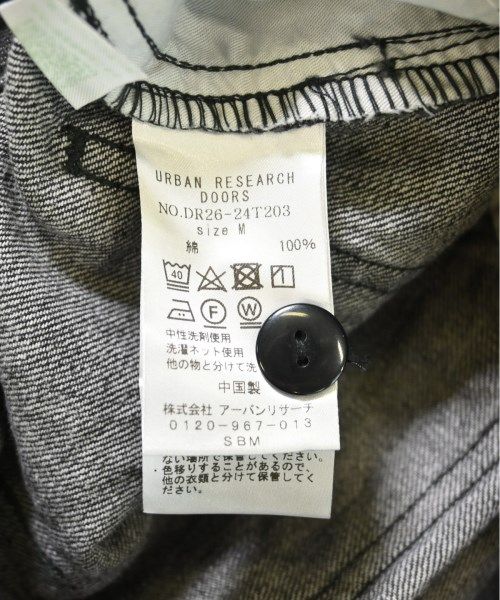 URBAN RESEARCH
DOORS
NO.DR26-24T203
size M
綿 100%
40
F W
中性洗剤使用
洗濯ネット使用
他の物と分けて洗
中国製
株式会社 アーバンリサーチ
0120-967-013
SBM
ない場所で保管してください。
・色移りすることがあるので、
他の衣類と分けて保管してく
ださい。